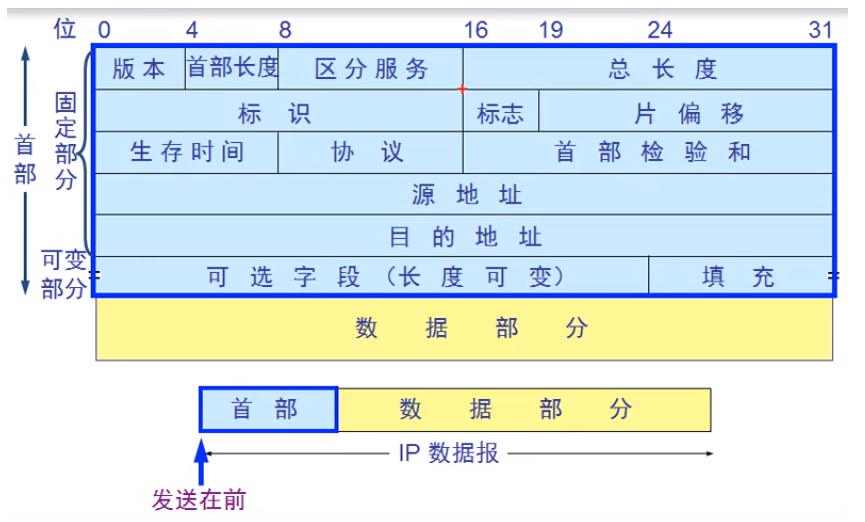 位 0 4 8 16 19 24 31
版本 首部长度 区分服务 总长度
标识 标志 片偏移
生存时间 协议 首部检验和
源地址
目的地址
可选字段（长度可变） 填充
首部
固定部分
可变部分
数据部分
首部 数据部分
IP 数据报
发送在前